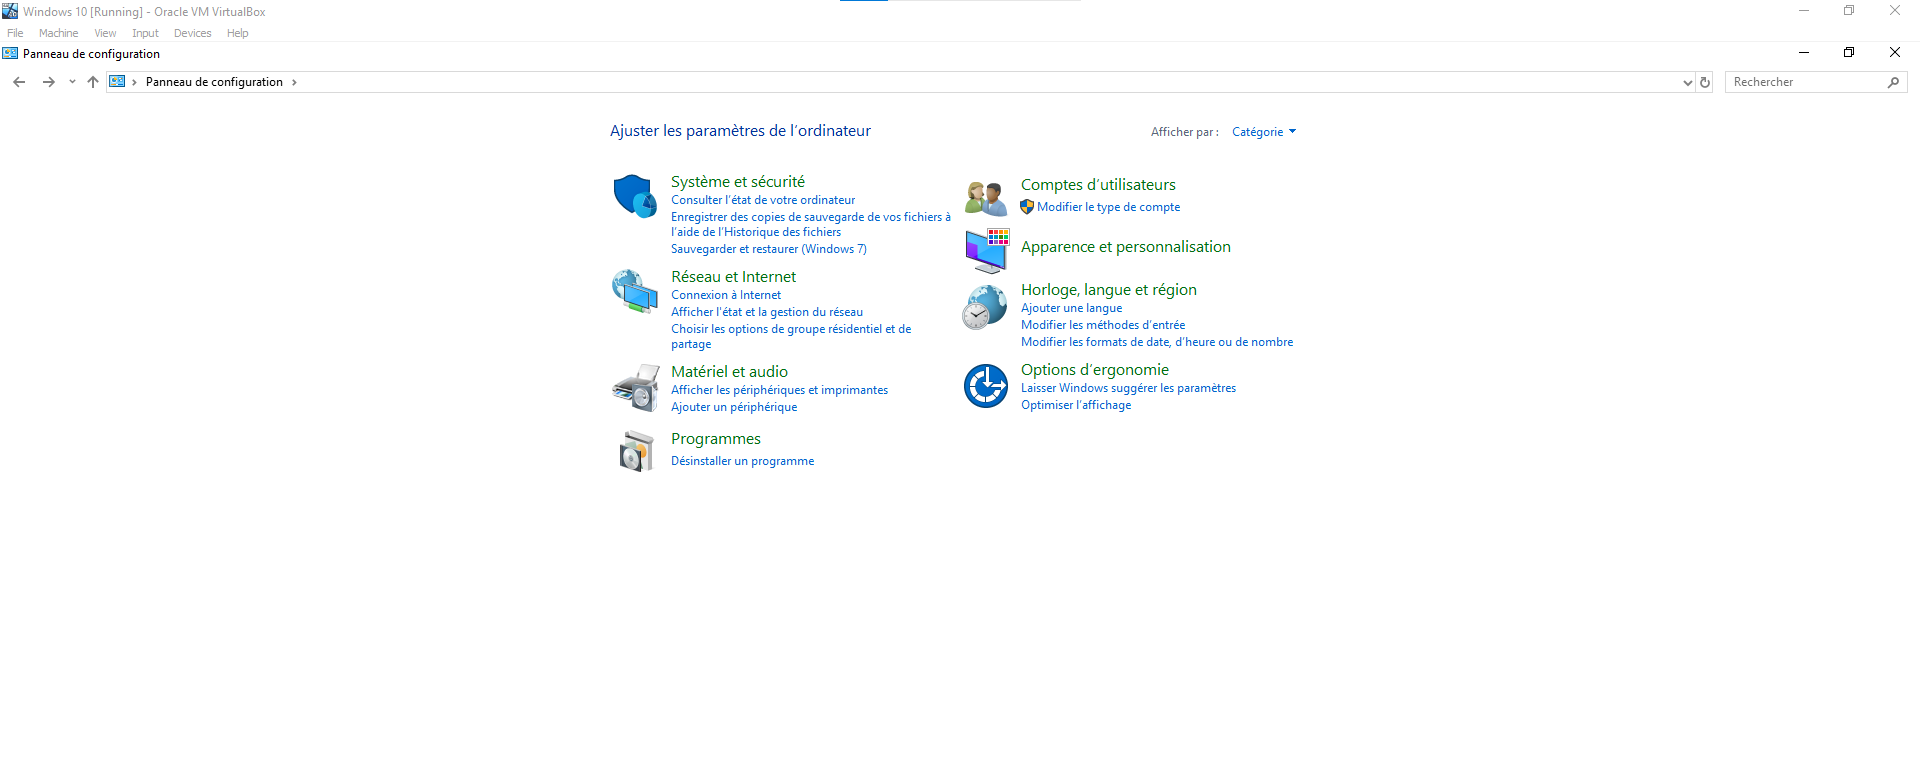 Windows 10 [Running] - Oracle VM VirtualBox
File Machine View Input Devices Help
Panneau de configuration
Panneau de configuration
Rechercher
Ajuster les paramètres de l'ordinateur
Afficher par : Catégorie
Système et sécurité
Consulter l'état de votre ordinateur
Enregistrer des copies de sauvegarde de vos fichiers à
l'aide de l'Historique des fichiers
Sauvegarder et restaurer (Windows 7)
Réseau et Internet
Connexion à Internet
Afficher l'état et la gestion du réseau
Choisir les options de groupe résidentiel et de
partage
Matériel et audio
Afficher les périphériques et imprimantes
Ajouter un périphérique
Programmes
Désinstaller un programme
Comptes d'utilisateurs
Modifier le type de compte
Apparence et personnalisation
Horloge, langue et région
Ajouter une langue
Modifier les méthodes d'entrée
Modifier les formats de date, d'heure ou de nombre
Options d'ergonomie
Laisser Windows suggérer les paramètres
Optimiser l'affichage